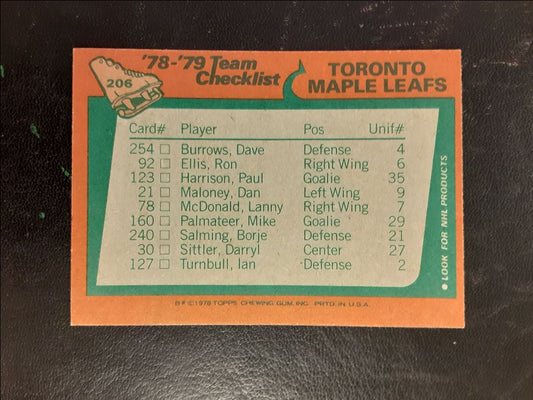 206
'78-'79 Team
Checklist
TORONTO
MAPLE LEAFS
Card# Player Pos Unif#
254 Burrows, Dave Defense 4
92 Ellis, Ron Right Wing 6
123 Harrison, Paul Goalie 35
21 Maloney, Dan Left Wing 9
78 McDonald, Lanny Right Wing 7
160 Palmateer, Mike Goalie 29
240 Salming, Borje Defense 21
30 Sittler, Darryl Center 27
127 Turnbull, Ian Defense 2
● LOOK FOR NHL PRODUCTS
B* © 1978 TOPPS CHEWING GUM, INC. PRTD. IN U.S.A.